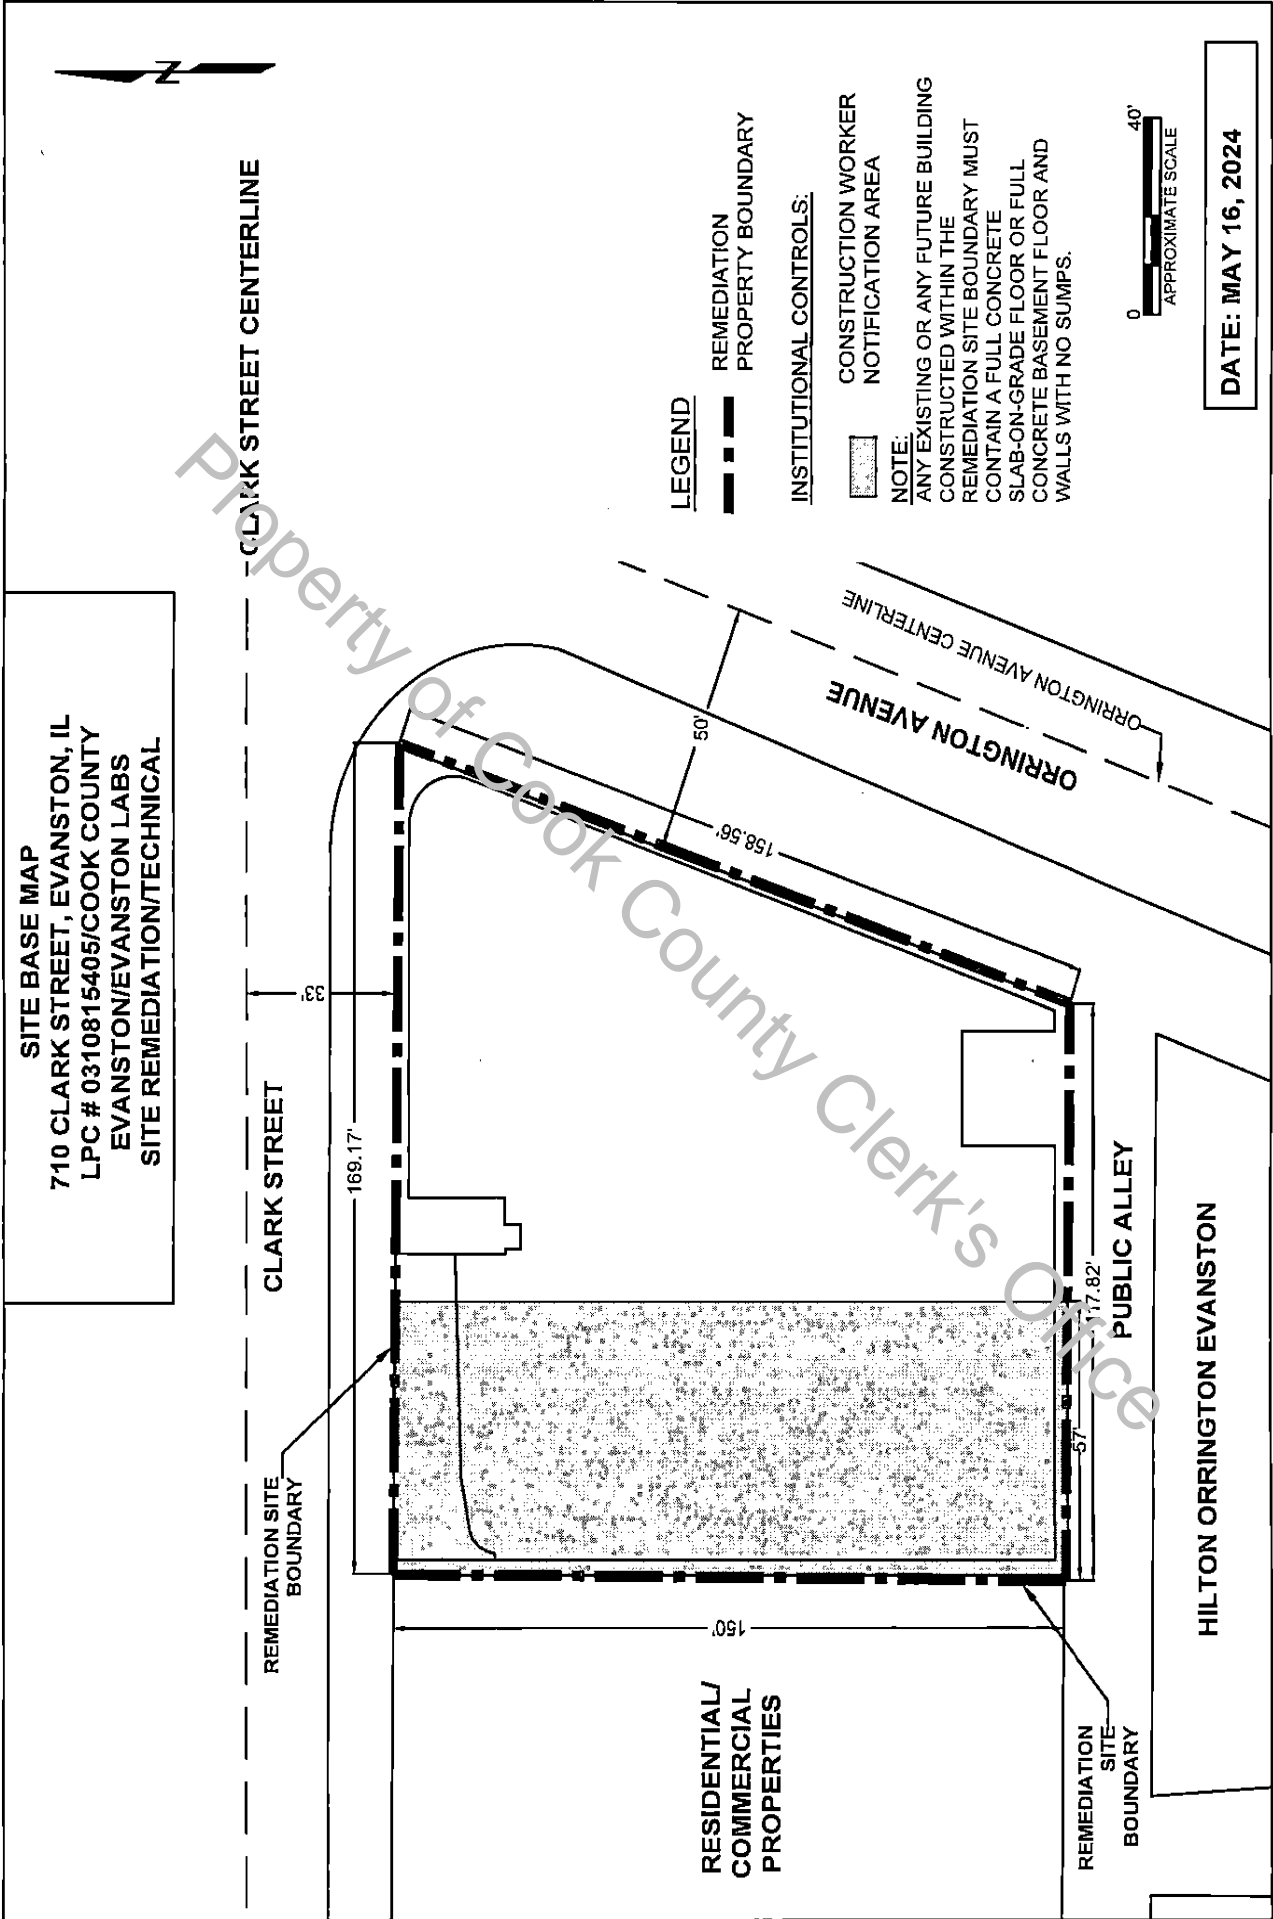 SITE BASE MAP
710 CLARK STREET, EVANSTON, IL
LPC # 0310815405/COOK COUNTY
EVANSTON/EVANSTON LABS
SITE REMEDIATION/TECHNICAL
N
CLARK STREET CENTERLINE
CLARK STREET
33'
169.17'
REMEDIATION SITE
BOUNDARY
158.56'
50'
ORRINGTON AVENUE
ORRINGTON AVENUE CENTERLINE
150'
RESIDENTIAL/
COMMERCIAL
PROPERTIES
57'
117.82'
PUBLIC ALLEY
REMEDIATION
SITE
BOUNDARY
HILTON ORRINGTON EVANSTON
LEGEND
REMEDIATION
PROPERTY BOUNDARY
INSTITUTIONAL CONTROLS:
CONSTRUCTION WORKER
NOTIFICATION AREA
NOTE:
ANY EXISTING OR ANY FUTURE BUILDING
CONSTRUCTED WITHIN THE
REMEDIATION SITE BOUNDARY MUST
CONTAIN A FULL CONCRETE
SLAB-ON-GRADE FLOOR OR FULL
CONCRETE BASEMENT FLOOR AND
WALLS WITH NO SUMPS.
0 40'
APPROXIMATE SCALE
DATE: MAY 16, 2024
Property of Cook County Clerk's Office